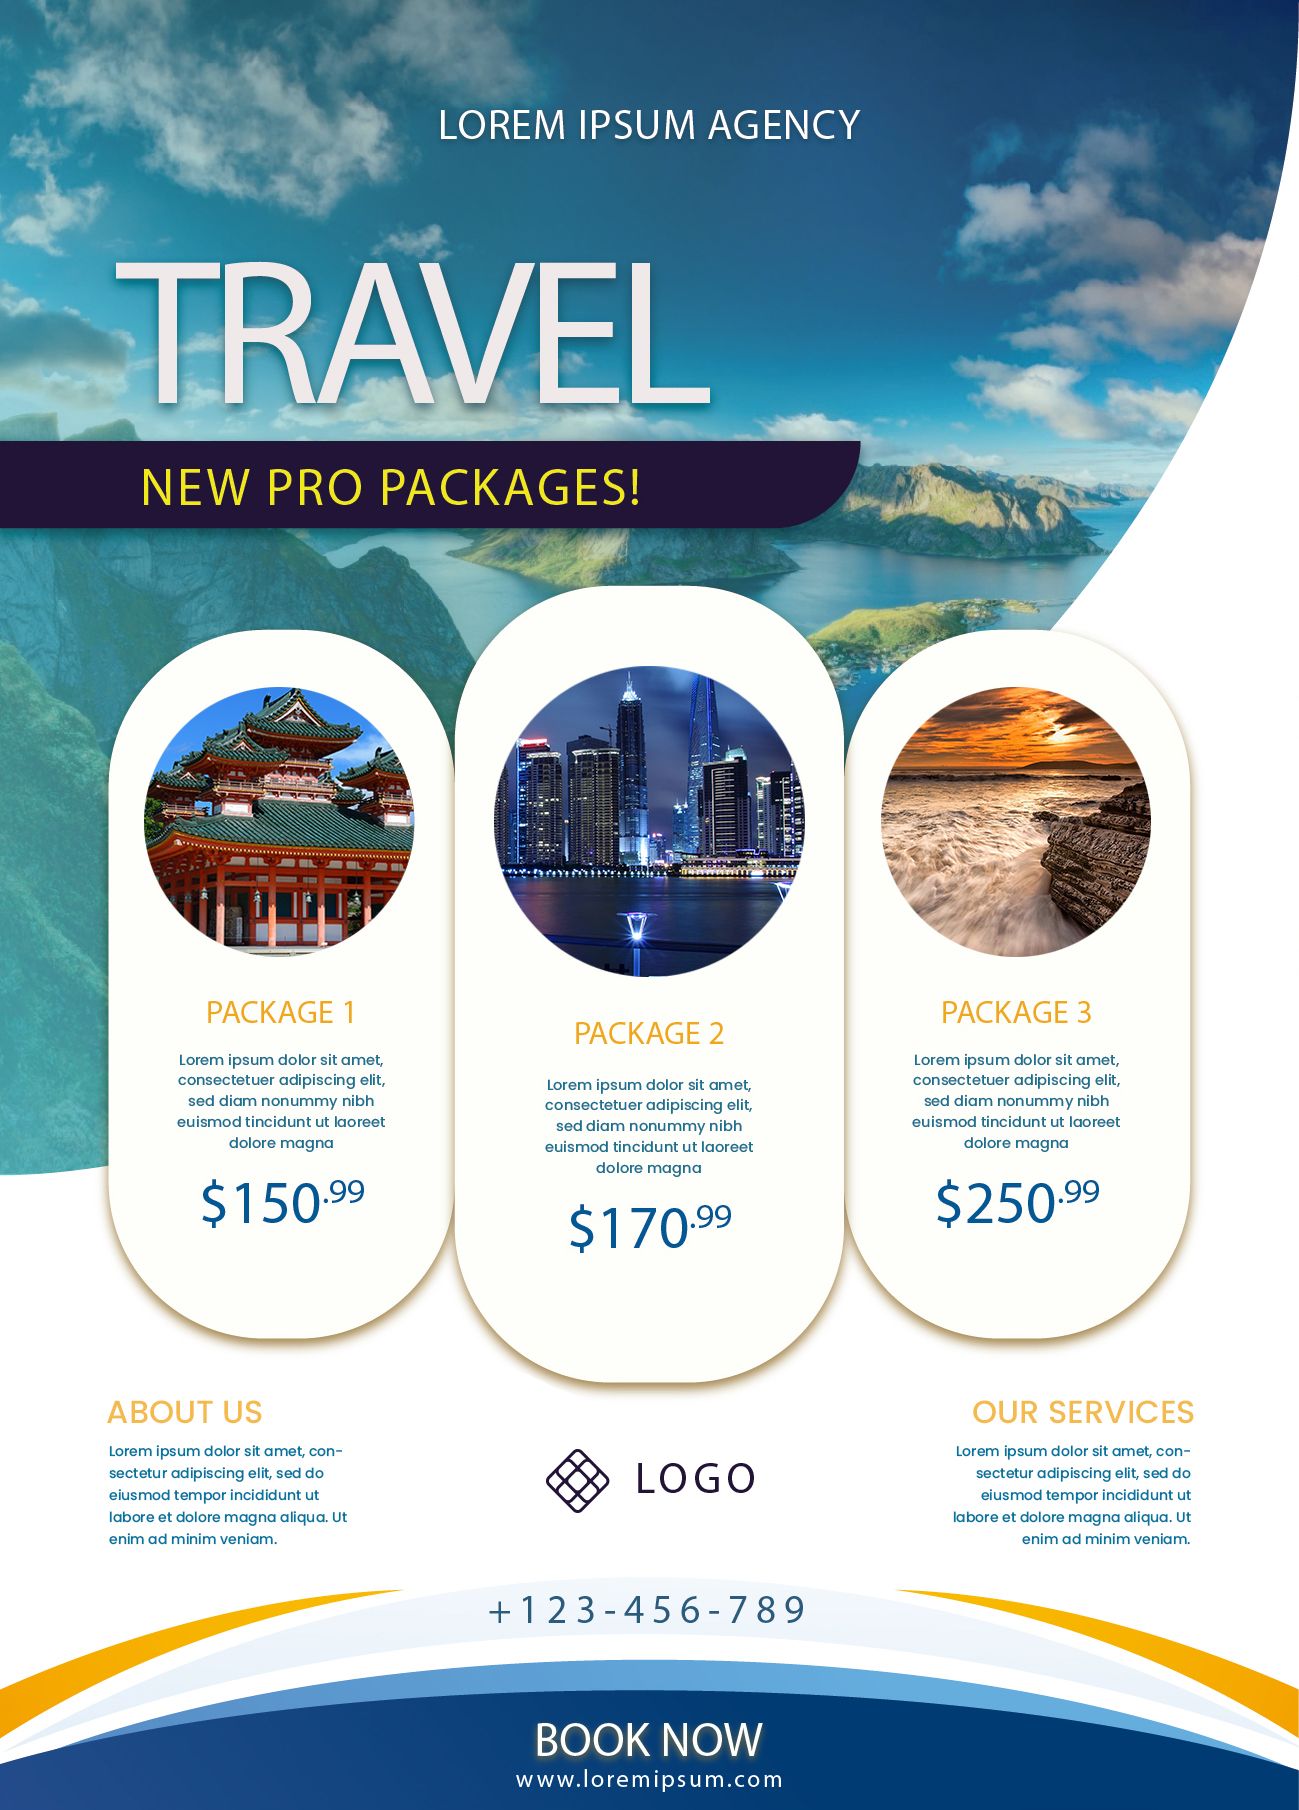 LOREM IPSUM AGENCY
TRAVEL
NEW PRO PACKAGES!
PACKAGE 1
Lorem ipsum dolor sit amet,
consectetuer adipiscing elit,
sed diam nonummy nibh
euismod tincidunt ut laoreet
dolore magna
$150.99
PACKAGE 2
Lorem ipsum dolor sit amet,
consectetuer adipiscing elit,
sed diam nonummy nibh
euismod tincidunt ut laoreet
dolore magna
$170.99
PACKAGE 3
Lorem ipsum dolor sit amet,
consectetuer adipiscing elit,
sed diam nonummy nibh
euismod tincidunt ut laoreet
dolore magna
$250.99
ABOUT US
Lorem ipsum dolor sit amet, con-
sectetur adipiscing elit, sed do
eiusmod tempor incididunt ut
labore et dolore magna aliqua. Ut
enim ad minim veniam.
LOGO
OUR SERVICES
Lorem ipsum dolor sit amet, con-
sectetur adipiscing elit, sed do
eiusmod tempor incididunt ut
labore et dolore magna aliqua. Ut
enim ad minim veniam.
+123-456-789
BOOK NOW
www.loremipsum.com